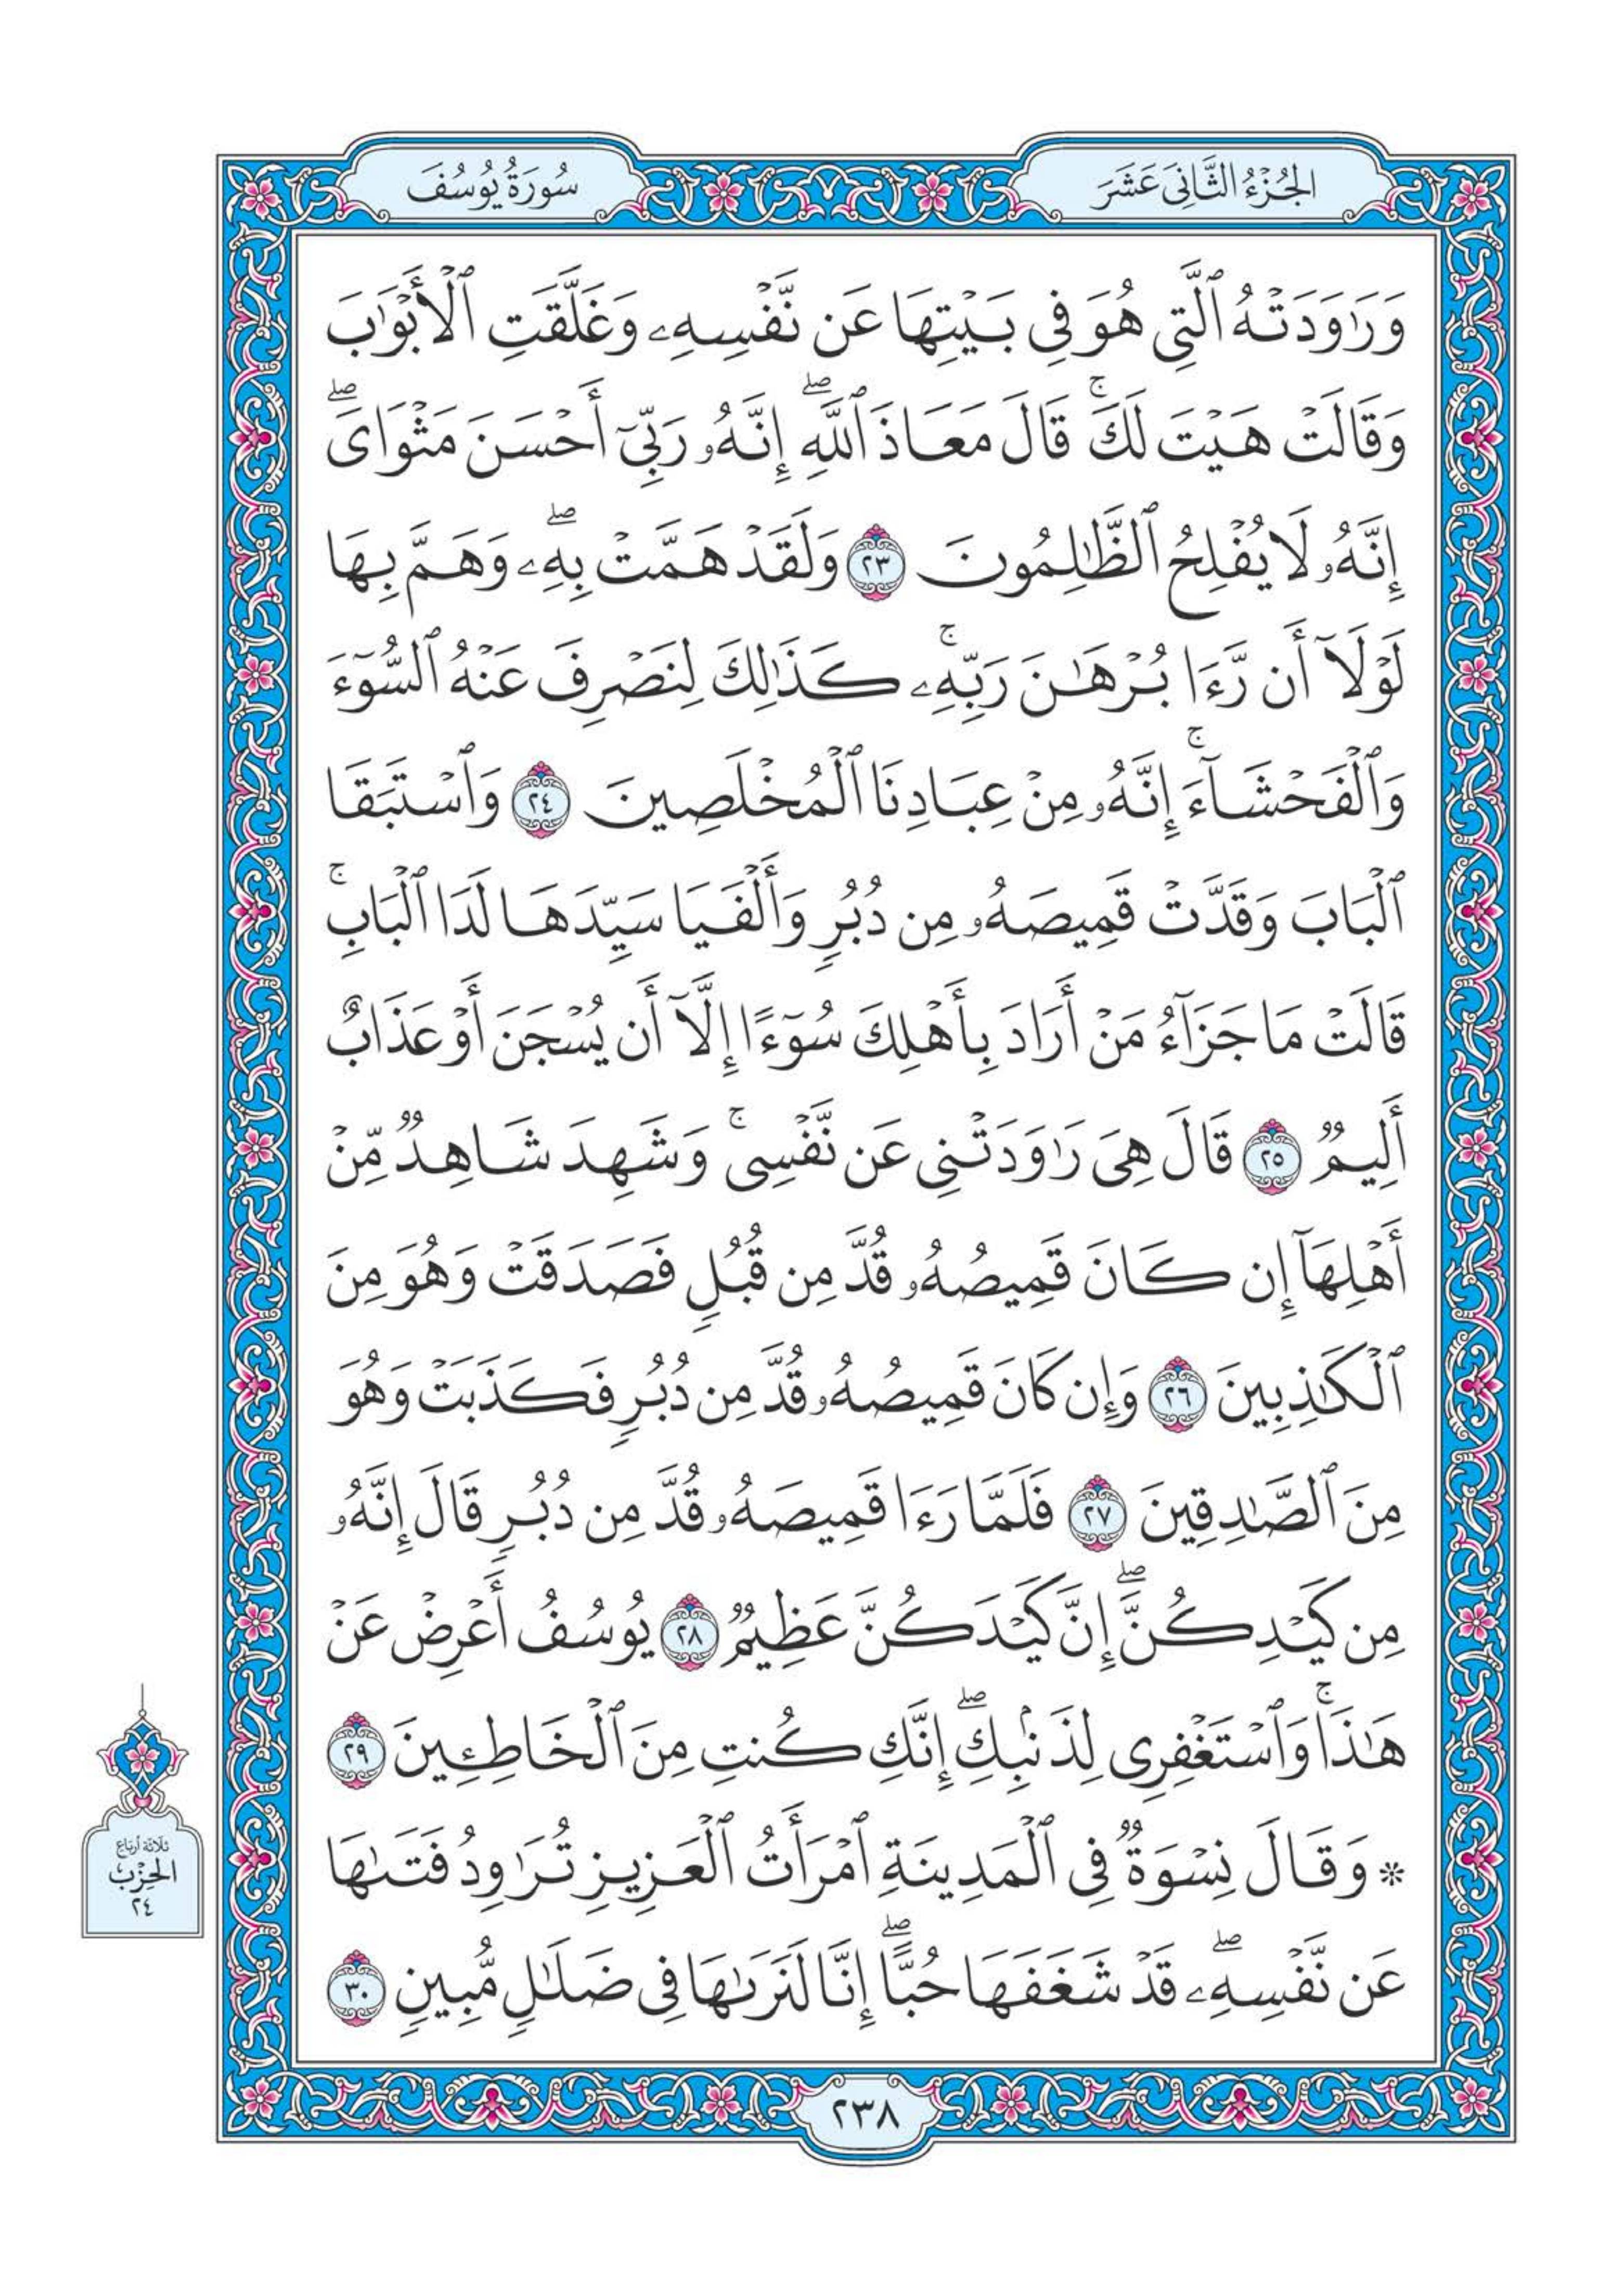 الجُزْءُ الثَّانِيَ عَشَرَ
سُورَةُ يُوسُفَ
وَرَٰوَدَتْهُ ٱلَّتِي هُوَ فِي بَيْتِهَا عَن نَّفْسِهِۦ وَغَلَّقَتِ ٱلْأَبْوَٰبَ
وَقَالَتْ هَيْتَ لَكَ ۚ قَالَ مَعَاذَ ٱللَّهِ ۖ إِنَّهُۥ رَبِّيٓ أَحْسَنَ مَثْوَايَ ۖ
إِنَّهُۥ لَا يُفْلِحُ ٱلظَّٰلِمُونَ ٢٣ وَلَقَدْ هَمَّتْ بِهِۦ ۖ وَهَمَّ بِهَا
لَوْلَآ أَن رَّءَا بُرْهَٰنَ رَبِّهِۦ ۚ كَذَٰلِكَ لِنَصْرِفَ عَنْهُ ٱلسُّوٓءَ
وَٱلْفَحْشَآءَ ۚ إِنَّهُۥ مِنْ عِبَادِنَا ٱلْمُخْلَصِينَ ٢٤ وَٱسْتَبَقَا
ٱلْبَابَ وَقَدَّتْ قَمِيصَهُۥ مِن دُبُرٍ وَأَلْفَيَا سَيِّدَهَا لَدَا ٱلْبَابِ ۚ
قَالَتْ مَا جَزَآءُ مَنْ أَرَادَ بِأَهْلِكَ سُوٓءًا إِلَّآ أَن يُسْجَنَ أَوْ عَذَابٌ
أَلِيمٌ ٢٥ قَالَ هِيَ رَٰوَدَتْنِي عَن نَّفْسِي ۚ وَشَهِدَ شَاهِدٌ مِّنْ
أَهْلِهَآ إِن كَانَ قَمِيصُهُۥ قُدَّ مِن قُبُلٍ فَصَدَقَتْ وَهُوَ مِنَ
ٱلْكَٰذِبِينَ ٢٦ وَإِن كَانَ قَمِيصُهُۥ قُدَّ مِن دُبُرٍ فَكَذَبَتْ وَهُوَ
مِنَ ٱلصَّٰدِقِينَ ٢٧ فَلَمَّا رَءَا قَمِيصَهُۥ قُدَّ مِن دُبُرٍ قَالَ إِنَّهُۥ
مِن كَيْدِكُنَّ ۖ إِنَّ كَيْدَكُنَّ عَظِيمٌ ٢٨ يُوسُفُ أَعْرِضْ عَنْ
هَٰذَا ۚ وَٱسْتَغْفِرِي لِذَنۢبِكِ ۖ إِنَّكِ كُنتِ مِنَ ٱلْخَاطِـِٔينَ ٢٩
۞ وَقَالَ نِسْوَةٌ فِي ٱلْمَدِينَةِ ٱمْرَأَتُ ٱلْعَزِيزِ تُرَٰوِدُ فَتَىٰهَا
عَن نَّفْسِهِۦ ۖ قَدْ شَغَفَهَا حُبًّا ۖ إِنَّا لَنَرَىٰهَا فِي ضَلَٰلٍ مُّبِينٍ ٣٠
ثَلَاثَة أَرْبَاع
الحِزْب
٢٤
٢٣٨